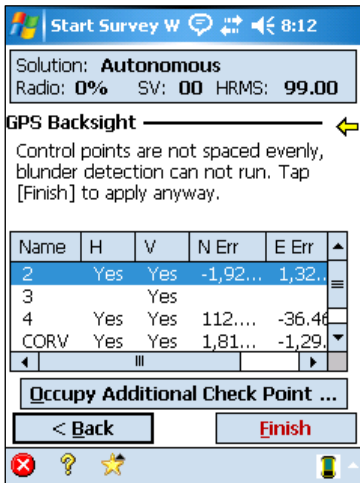 Start Survey W 8:12
Solution: Autonomous
Radio: 0% SV: 00 HRMS: 99.00
GPS Backsight
Control points are not spaced evenly,
blunder detection can not run. Tap
[Finish] to apply anyway.
Name H V N Err E Err
2 Yes Yes -1,92... 1,32..
3 Yes
4 Yes Yes 112.... -36.46
CORV Yes Yes 1,81... -1,29.
Occupy Additional Check Point ...
< Back Finish